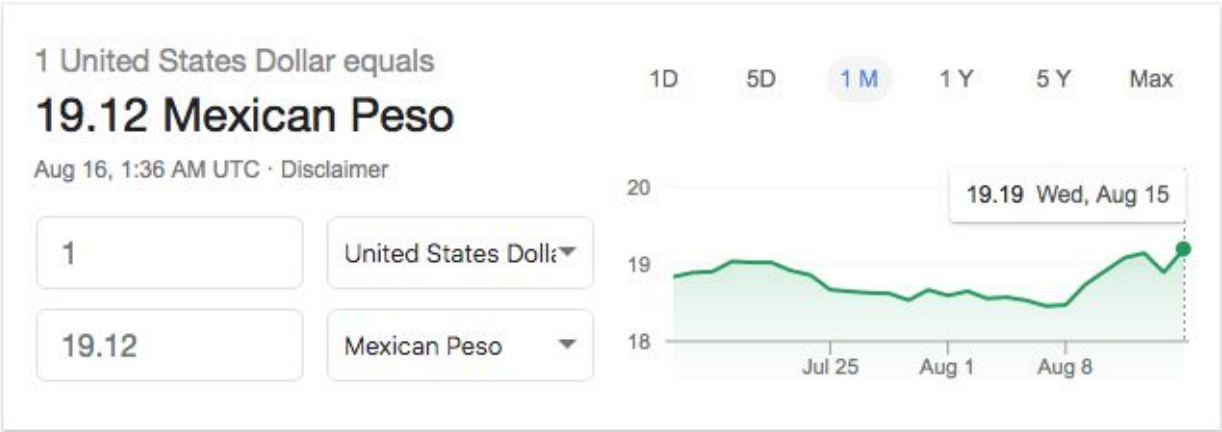 1 United States Dollar equals
19.12 Mexican Peso
Aug 16, 1:36 AM UTC · Disclaimer
1
United States Dolla
19.12
Mexican Peso
1D 5D 1 M 1 Y 5 Y Max
19.19 Wed, Aug 15
20
19
18
Jul 25 Aug 1 Aug 8